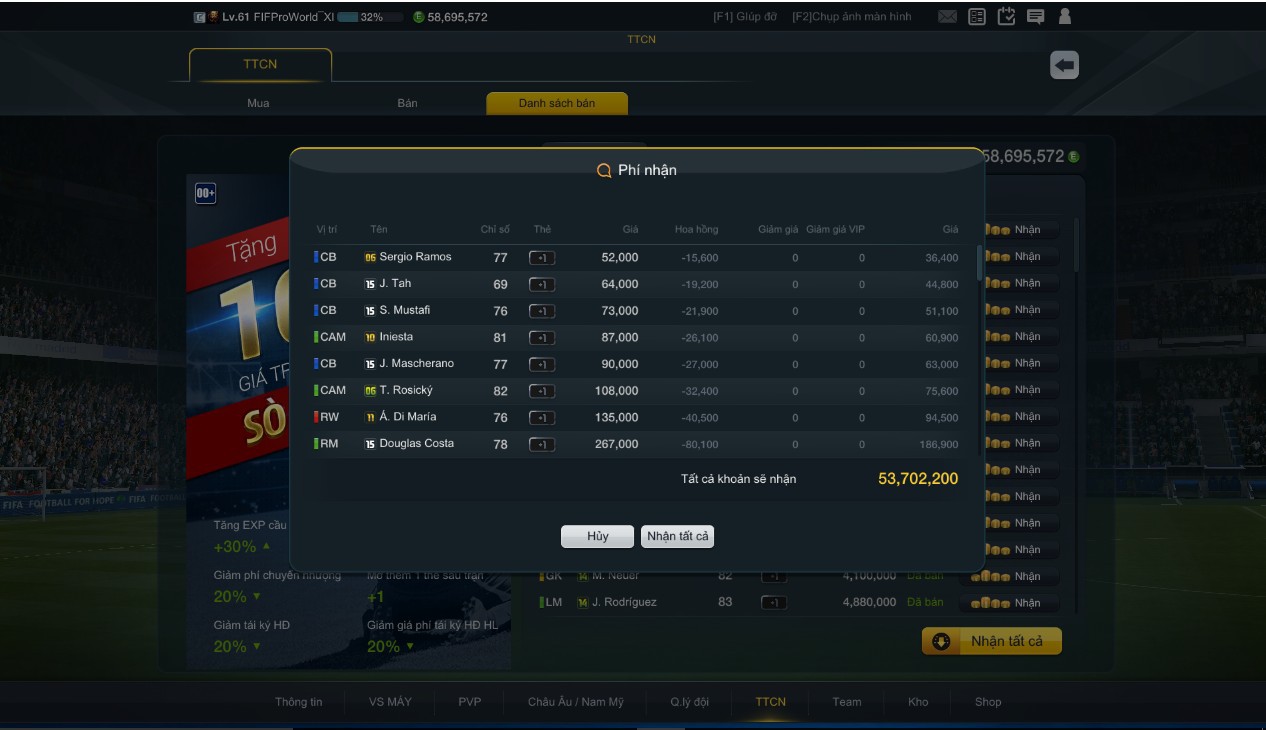 Lv.61 FIFProWorld_XI 32% 58,695,572 [F1] Giúp đỡ [F2]Chụp ảnh màn hình
TTCN
TTCN
Mua Bán Danh sách bán
58,695,572
Phí nhận
00+
Tặng
GIÁ TR
SÒ
Vị trí Tên Chỉ số Thẻ Giá Hoa hồng Giảm giá Giảm giá VIP Giá
CB 06 Sergio Ramos 77 +1 52,000 -15,600 0 0 36,400 Nhận
CB 15 J. Tah 69 +1 64,000 -19,200 0 0 44,800 Nhận
CB 15 S. Mustafi 76 +1 73,000 -21,900 0 0 51,100 Nhận
CAM 10 Iniesta 81 +1 87,000 -26,100 0 0 60,900 Nhận
CB 15 J. Mascherano 77 +1 90,000 -27,000 0 0 63,000 Nhận
CAM 06 T. Rosický 82 +1 108,000 -32,400 0 0 75,600 Nhận
RW 11 Á. Di María 76 +1 135,000 -40,500 0 0 94,500 Nhận
RM 15 Douglas Costa 78 +1 267,000 -80,100 0 0 186,900 Nhận
Tất cả khoản sẽ nhận 53,702,200
Nhận
Nhận
Nhận
Nhận
Nhận
Hủy Nhận tất cả
FIFA FOOTBALL FOR HOPE FIFA FOOTBA
Tăng EXP cầu
+30%
Giảm phí chuyển nhượng Mở thêm 1 thẻ sau trận
20% +1
Giảm tái ký HĐ Giảm giá phí tái ký HĐ HL
20% 20%
GK 14 M. Neuer 82 +1 4,100,000 Đã bán Nhận
LM 14 J. Rodríguez 83 +1 4,880,000 Đã bán Nhận
Nhận tất cả
Thông tin VS MÁY PVP Châu Âu / Nam Mỹ Q.lý đội TTCN Team Kho Shop